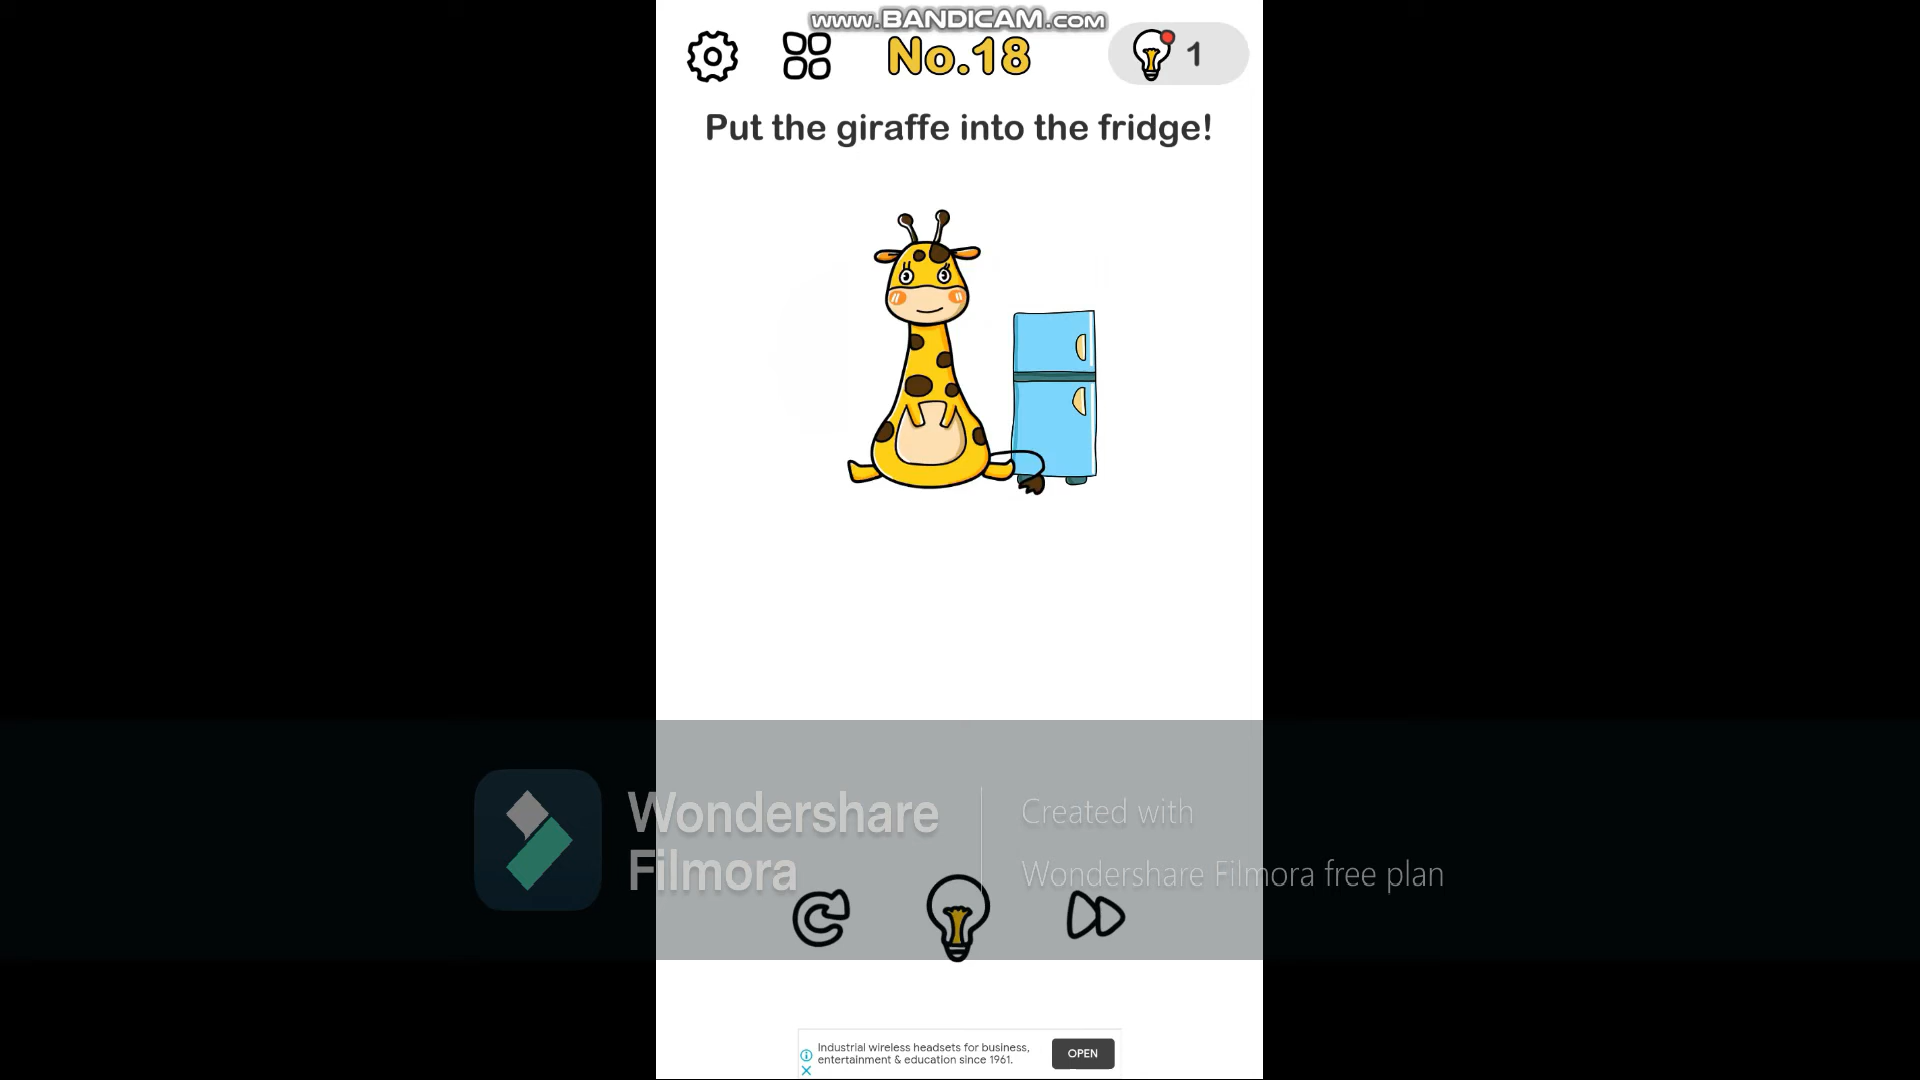 www.BANDICAM.com
No.18
1
Put the giraffe into the fridge!
Wondershare
Filmora
Created with
Wondershare Filmora free plan
Industrial wireless headsets for business,
entertainment & education since 1961.
OPEN